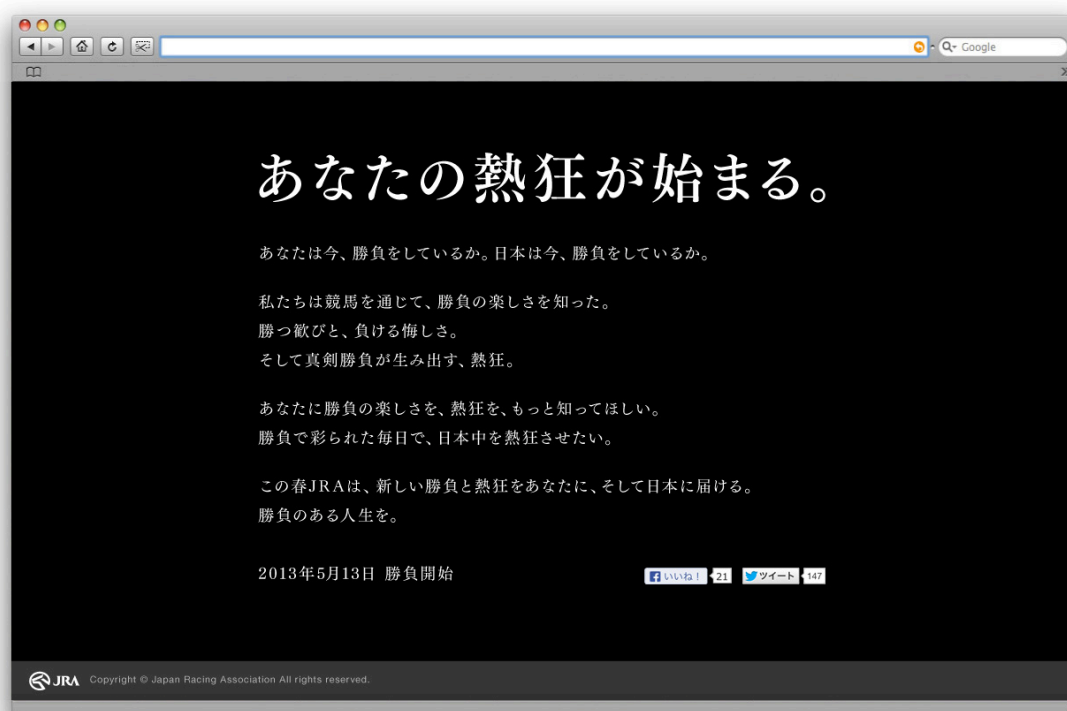 Google
あなたの熱狂が始まる。
あなたは今、勝負をしているか。日本は今、勝負をしているか。
私たちは競馬を通じて、勝負の楽しさを知った。
勝つ歓びと、負ける悔しさ。
そして真剣勝負が生み出す、熱狂。
あなたに勝負の楽しさを、熱狂を、もっと知ってほしい。
勝負で彩られた毎日で、日本中を熱狂させたい。
この春JRAは、新しい勝負と熱狂をあなたに、そして日本に届ける。
勝負のある人生を。
2013年5月13日 勝負開始 いいね! 21 ツイート 147
JRA Copyright © Japan Racing Association All rights reserved.